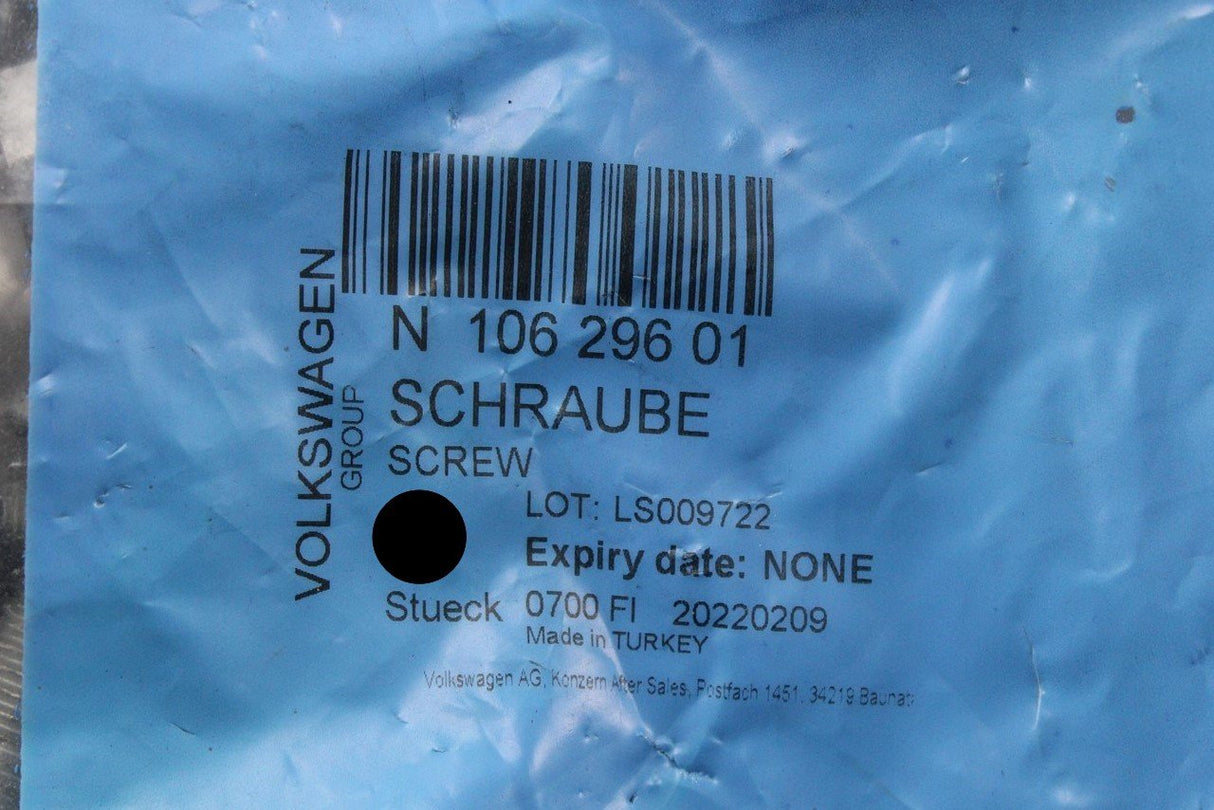 VOLKSWAGEN
GROUP
N 106 296 01
SCHRAUBE
SCREW
LOT: LS009722
Expiry date: NONE
Stueck 0700 FI 20220209
Made in TURKEY
Volkswagen AG, Konzern After Sales, Postfach 1451, 34219